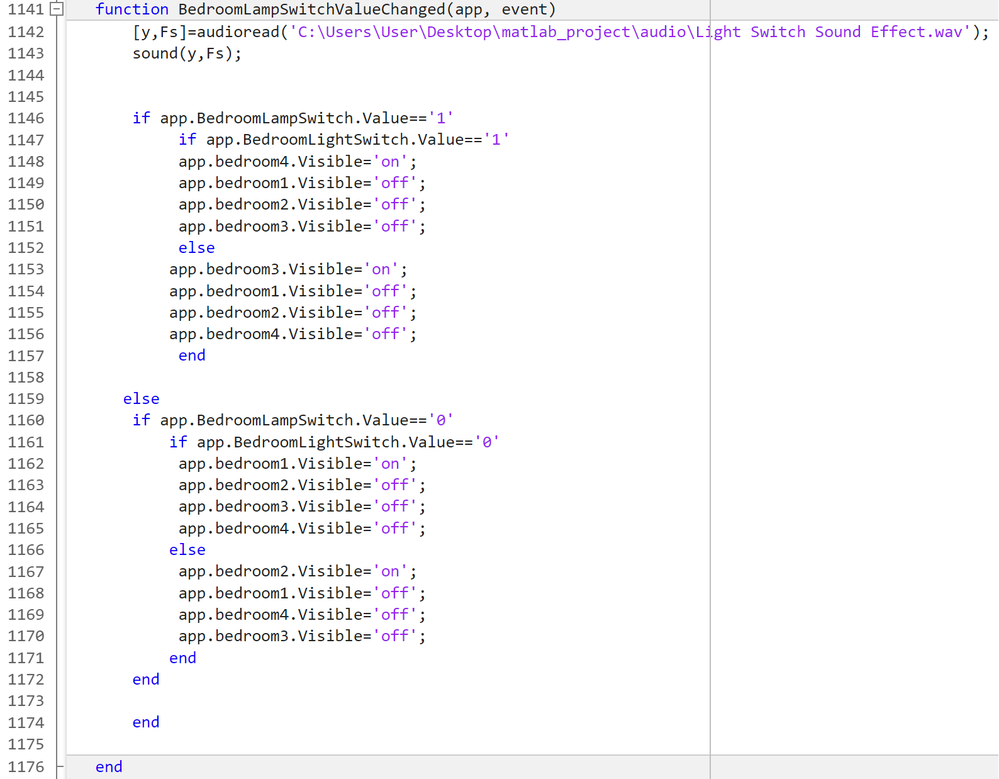 1141 function BedroomLampSwitchValueChanged(app, event)
1142 [y,Fs]=audioread('C:\Users\User\Desktop\matlab_project\audio\Light Switch Sound Effect.wav');
1143 sound(y,Fs);
1144
1145
1146 if app.BedroomLampSwitch.Value=='1'
1147 if app.BedroomLightSwitch.Value=='1'
1148 app.bedroom4.Visible='on';
1149 app.bedroom1.Visible='off';
1150 app.bedroom2.Visible='off';
1151 app.bedroom3.Visible='off';
1152 else
1153 app.bedroom3.Visible='on';
1154 app.bedroom1.Visible='off';
1155 app.bedroom2.Visible='off';
1156 app.bedroom4.Visible='off';
1157 end
1158
1159 else
1160 if app.BedroomLampSwitch.Value=='0'
1161 if app.BedroomLightSwitch.Value=='0'
1162 app.bedroom1.Visible='on';
1163 app.bedroom2.Visible='off';
1164 app.bedroom3.Visible='off';
1165 app.bedroom4.Visible='off';
1166 else
1167 app.bedroom2.Visible='on';
1168 app.bedroom1.Visible='off';
1169 app.bedroom4.Visible='off';
1170 app.bedroom3.Visible='off';
1171 end
1172 end
1173
1174 end
1175
1176 end